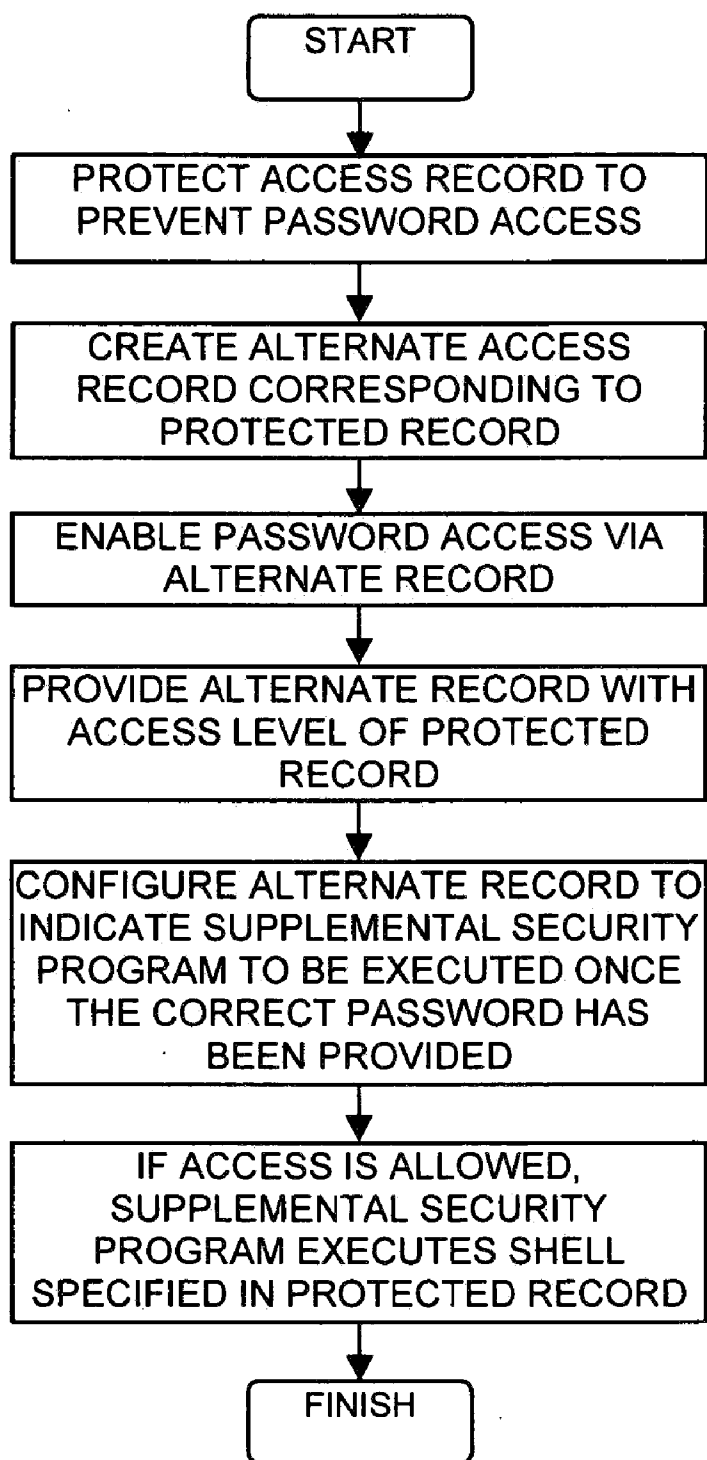 START
PROTECT ACCESS RECORD TO
PREVENT PASSWORD ACCESS
CREATE ALTERNATE ACCESS
RECORD CORRESPONDING TO
PROTECTED RECORD
ENABLE PASSWORD ACCESS VIA
ALTERNATE RECORD
PROVIDE ALTERNATE RECORD WITH
ACCESS LEVEL OF PROTECTED
RECORD
CONFIGURE ALTERNATE RECORD TO
INDICATE SUPPLEMENTAL SECURITY
PROGRAM TO BE EXECUTED ONCE
THE CORRECT PASSWORD HAS
BEEN PROVIDED
IF ACCESS IS ALLOWED,
SUPPLEMENTAL SECURITY
PROGRAM EXECUTES SHELL
SPECIFIED IN PROTECTED RECORD
FINISH